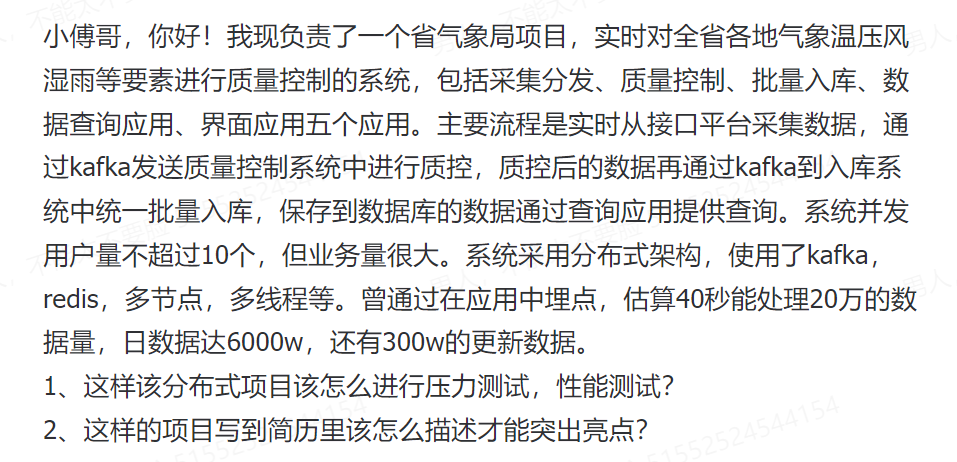 小傅哥，你好！我现负责了一个省气象局项目，实时对全省各地气象温压风
湿雨等要素进行质量控制的系统，包括采集分发、质量控制、批量入库、数
据查询应用、界面应用五个应用。主要流程是实时从接口平台采集数据，通
过kafka发送质量控制系统中进行质控，质控后的数据再通过kafka到入库系
统中统一批量入库，保存到数据库的数据通过查询应用提供查询。系统并发
用户量不超过10个，但业务量很大。系统采用分布式架构，使用了kafka，
redis，多节点，多线程等。曾通过在应用中埋点，估算40秒能处理20万的数
据量，日数据达6000w，还有300w的更新数据。
1、这样该分布式项目该怎么进行压力测试，性能测试？
2、这样的项目写到简历里该怎么描述才能突出亮点？